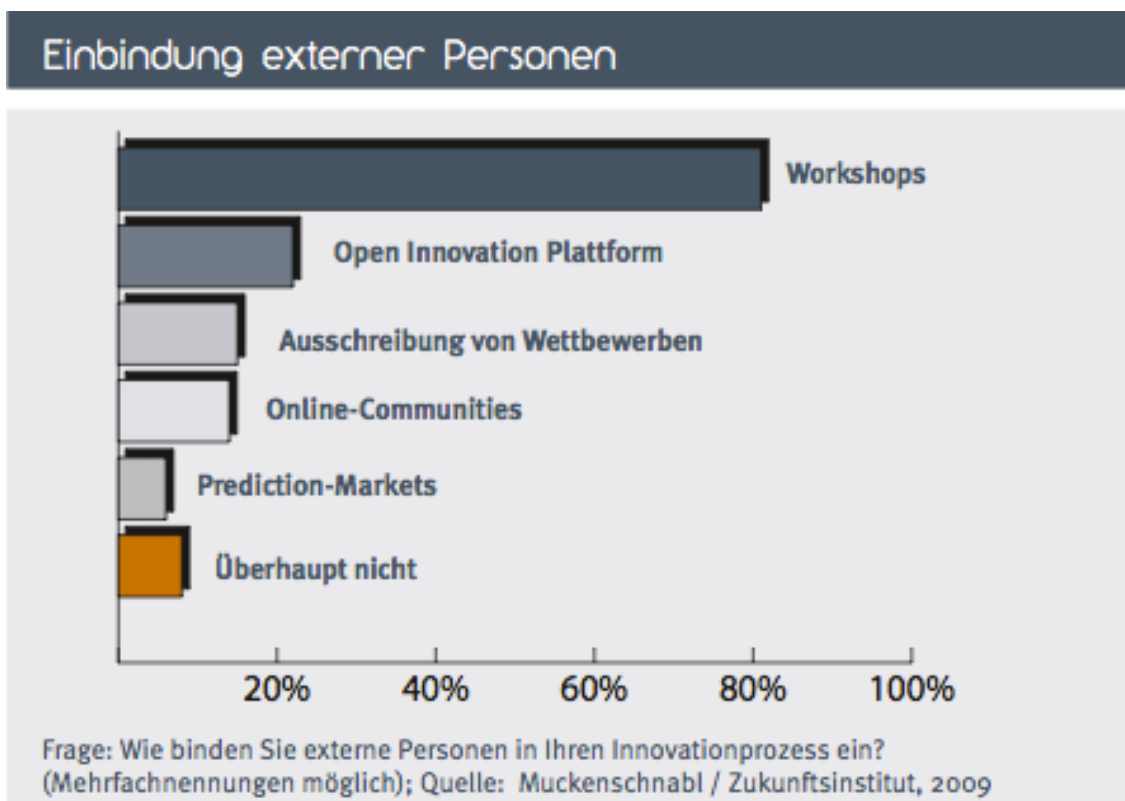 Einbindung externer Personen
Workshops
Open Innovation Plattform
Ausschreibung von Wettbewerben
Online-Communities
Prediction-Markets
Überhaupt nicht
20% 40% 60% 80% 100%
Frage: Wie binden Sie externe Personen in Ihren Innovationprozess ein?
(Mehrfachnennungen möglich); Quelle: Muckenschnabl / Zukunftsinstitut, 2009